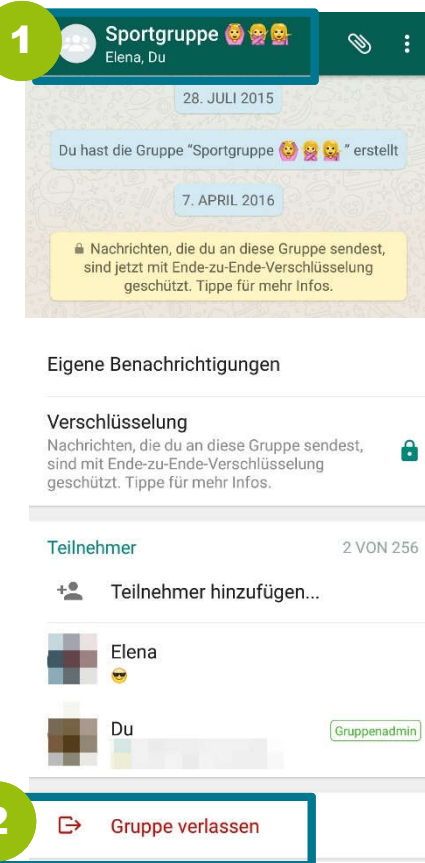 1
Sportgruppe 🙆🙅💁
Elena, Du
28. JULI 2015
Du hast die Gruppe “Sportgruppe 🙆🙅💁” erstellt
7. APRIL 2016
🔒 Nachrichten, die du an diese Gruppe sendest,
sind jetzt mit Ende-zu-Ende-Verschlüsselung
geschützt. Tippe für mehr Infos.
Eigene Benachrichtigungen
Verschlüsselung
Nachrichten, die du an diese Gruppe sendest,
sind mit Ende-zu-Ende-Verschlüsselung
geschützt. Tippe für mehr Infos.
Teilnehmer 2 VON 256
Teilnehmer hinzufügen...
Elena
😎
Du Gruppenadmin
2 Gruppe verlassen